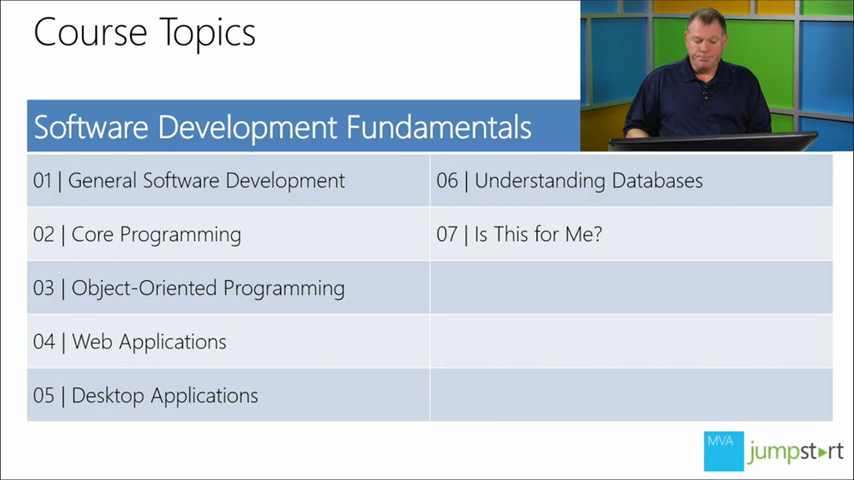 Course Topics
Software Development Fundamentals
01 | General Software Development
06 | Understanding Databases
02 | Core Programming
07 | Is This for Me?
03 | Object-Oriented Programming
04 | Web Applications
05 | Desktop Applications
MVA
jumpstart